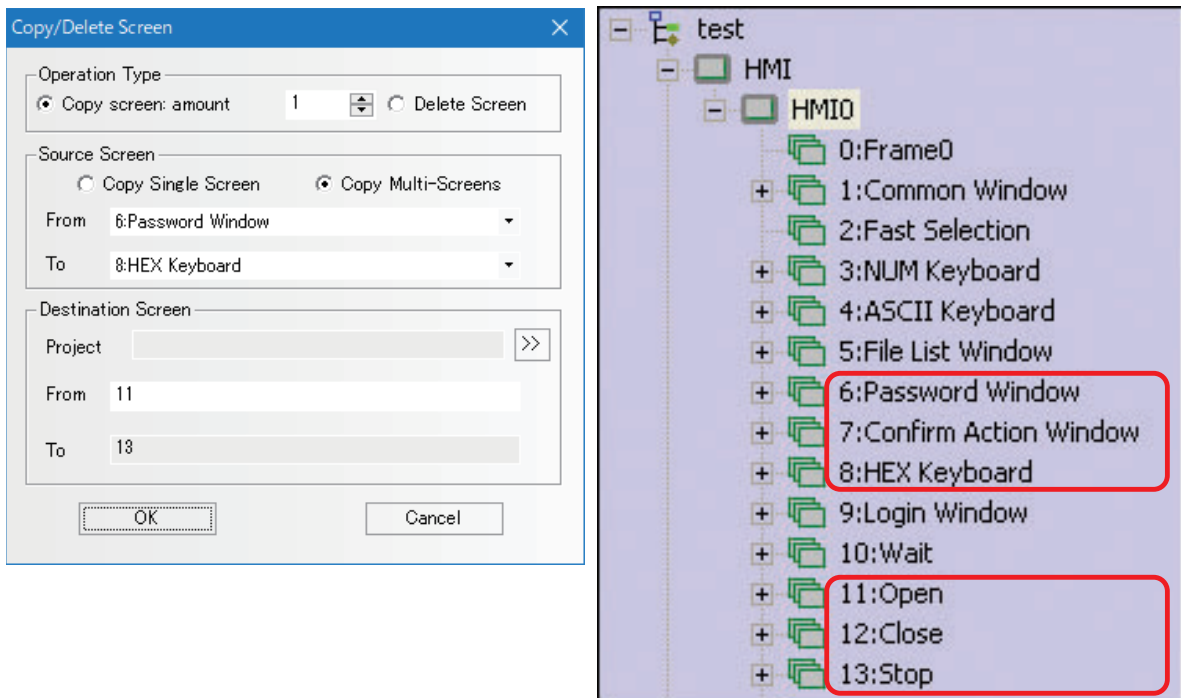 Copy/Delete Screen
Operation Type
Copy screen: amount 1 Delete Screen
Source Screen
Copy Single Screen Copy Multi-Screens
From 6:Password Window
To 8:HEX Keyboard
Destination Screen
Project >>
From 11
To 13
OK Cancel
test
HMI
HMI0
0:Frame0
1:Common Window
2:Fast Selection
3:NUM Keyboard
4:ASCII Keyboard
5:File List Window
6:Password Window
7:Confirm Action Window
8:HEX Keyboard
9:Login Window
10:Wait
11:Open
12:Close
13:Stop